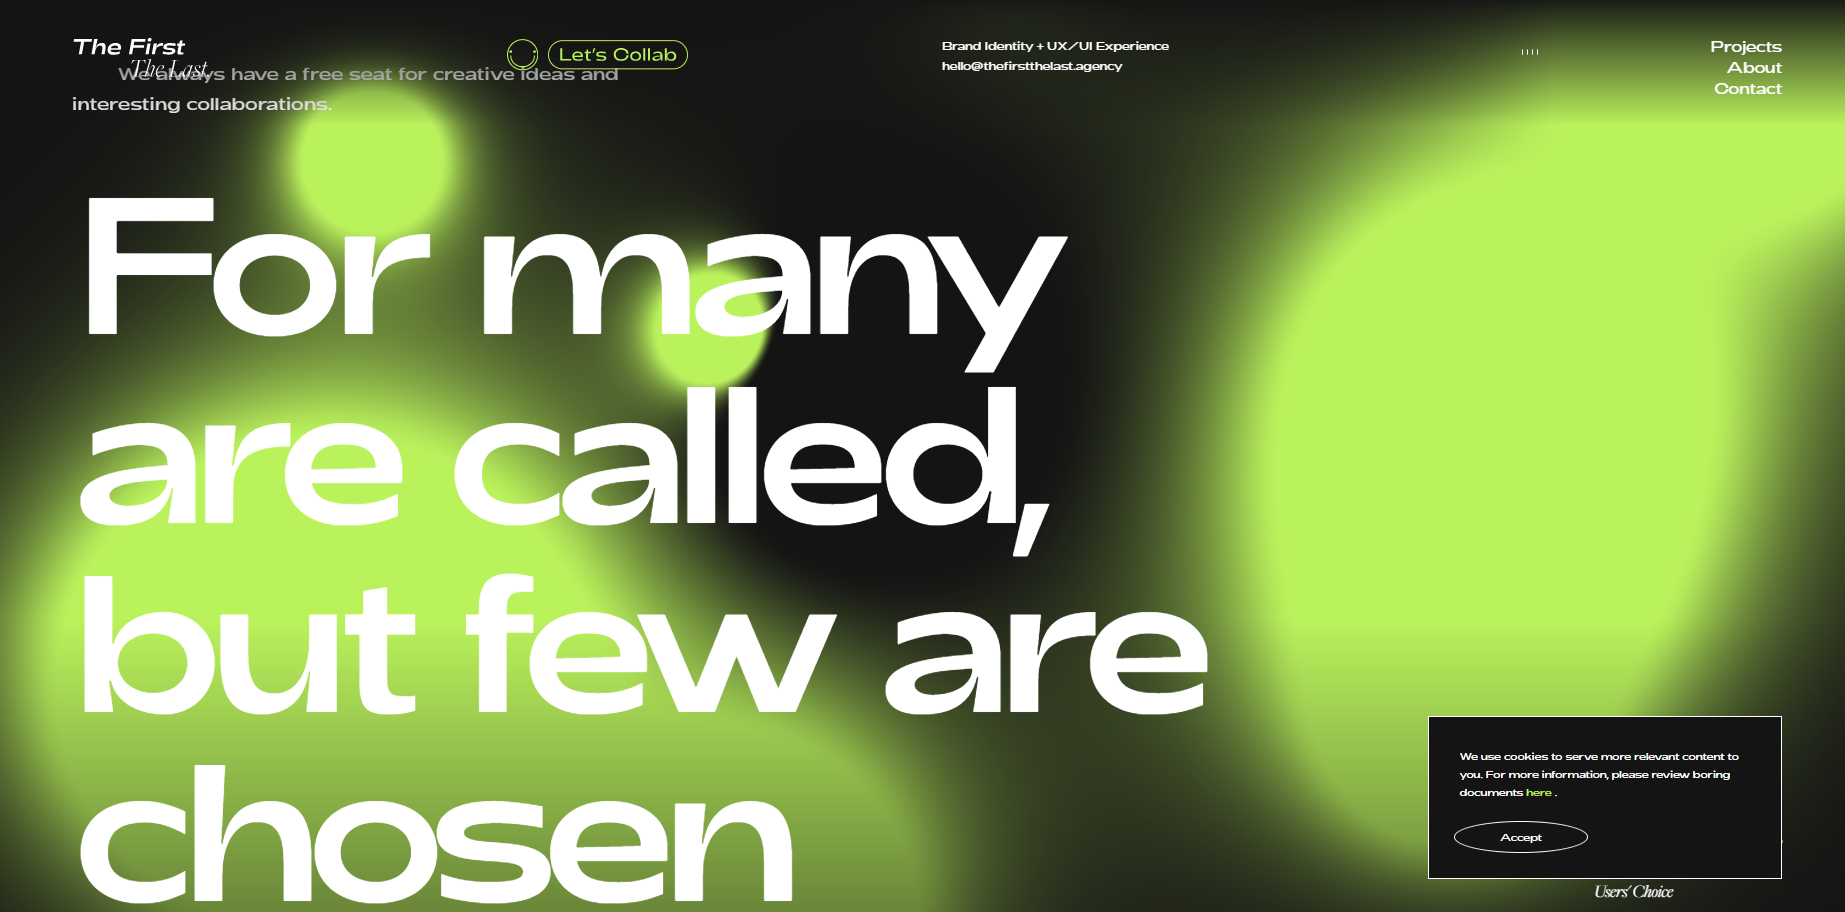 The First
The Last
Let's Collab
Brand Identity + UX/UI Experience
hello@thefirstthelast.agency
Projects
About
Contact
We always have a free seat for creative ideas and
interesting collaborations.
For many
are called,
but few are
chosen
We use cookies to serve more relevant content to
you. For more information, please review boring
documents here .
Accept
Users' Choice